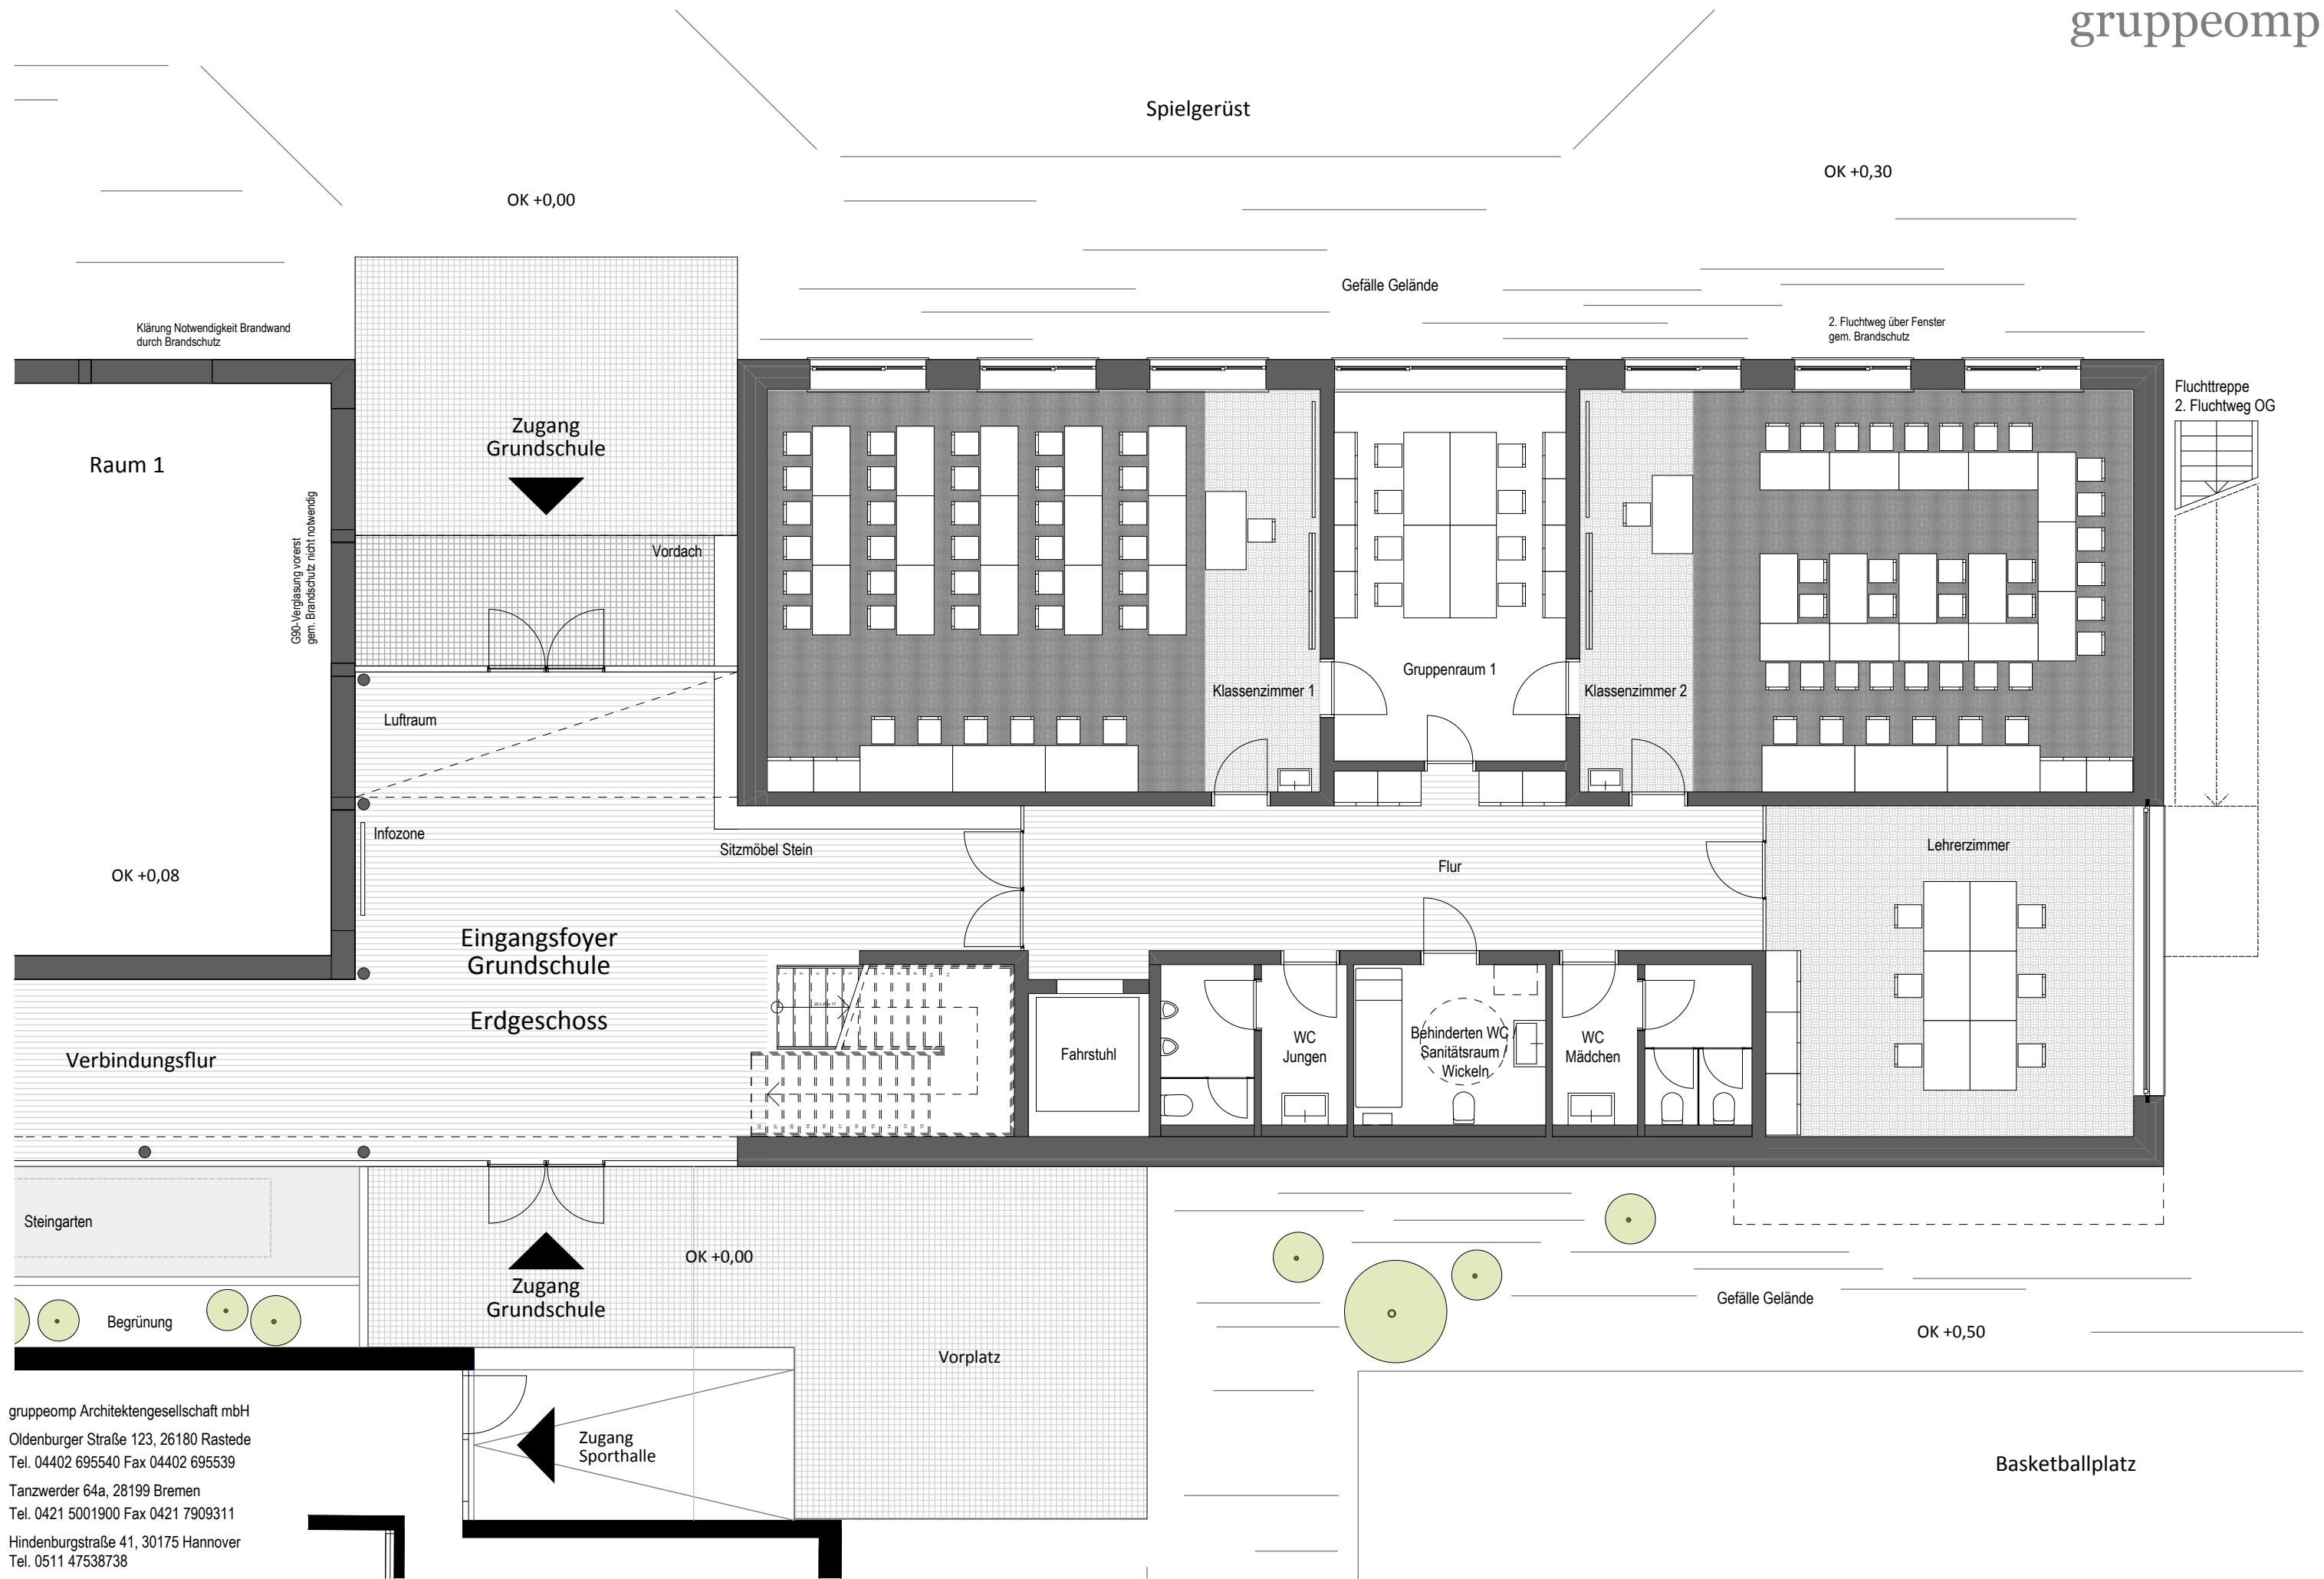 gruppeomp
Spielgerüst
OK +0,30
OK +0,00
Gefälle Gelände
Klärung Notwendigkeit Brandwand
durch Brandschutz
2. Fluchtweg über Fenster
gem. Brandschutz
Fluchttreppe
2. Fluchtweg OG
Zugang
Grundschule
Raum 1
G90-Verglasung vorerst
gem. Brandschutz nicht notwendig
Vordach
Gruppenraum 1
Klassenzimmer 1
Klassenzimmer 2
Luftraum
Infozone
Sitzmöbel Stein
Flur
Lehrerzimmer
OK +0,08
Eingangsfoyer
Grundschule
Erdgeschoss
Verbindungsflur
Fahrstuhl
WC
Jungen
Behinderten WC /
Sanitätsraum /
Wickeln
WC
Mädchen
Steingarten
OK +0,00
Zugang
Grundschule
Begrünung
Gefälle Gelände
OK +0,50
Vorplatz
Zugang
Sporthalle
Basketballplatz
gruppeomp Architektengesellschaft mbH
Oldenburger Straße 123, 26180 Rastede
Tel. 04402 695540 Fax 04402 695539
Tanzwerder 64a, 28199 Bremen
Tel. 0421 5001900 Fax 0421 7909311
Hindenburgstraße 41, 30175 Hannover
Tel. 0511 47538738